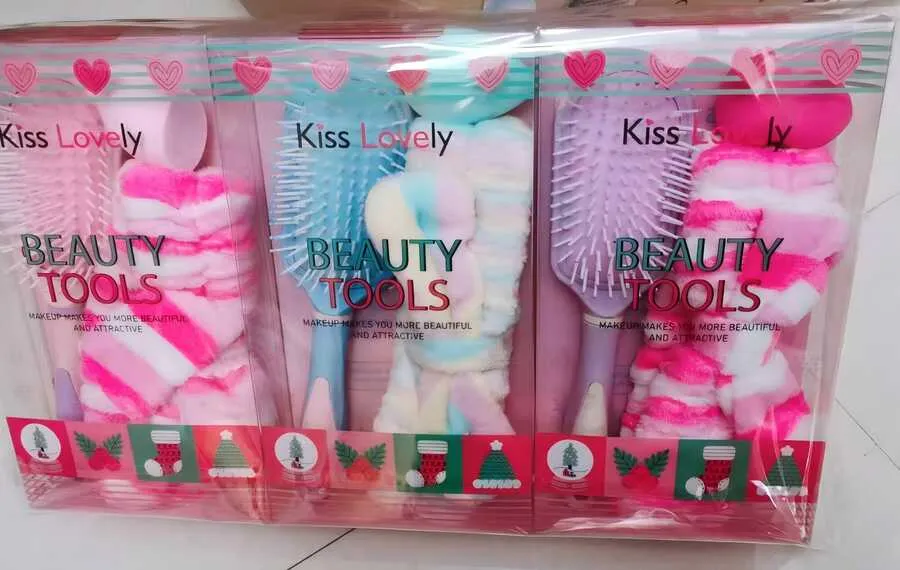 Kiss Lovely
BEAUTY
TOOLS
MAKEUP MAKES YOU MORE BEAUTIFUL
AND ATTRACTIVE
Kiss Lovely
BEAUTY
TOOLS
MAKEUP MAKES YOU MORE BEAUTIFUL
AND ATTRACTIVE
Kiss Lovely
BEAUTY
TOOLS
MAKEUP MAKES YOU MORE BEAUTIFUL
AND ATTRACTIVE